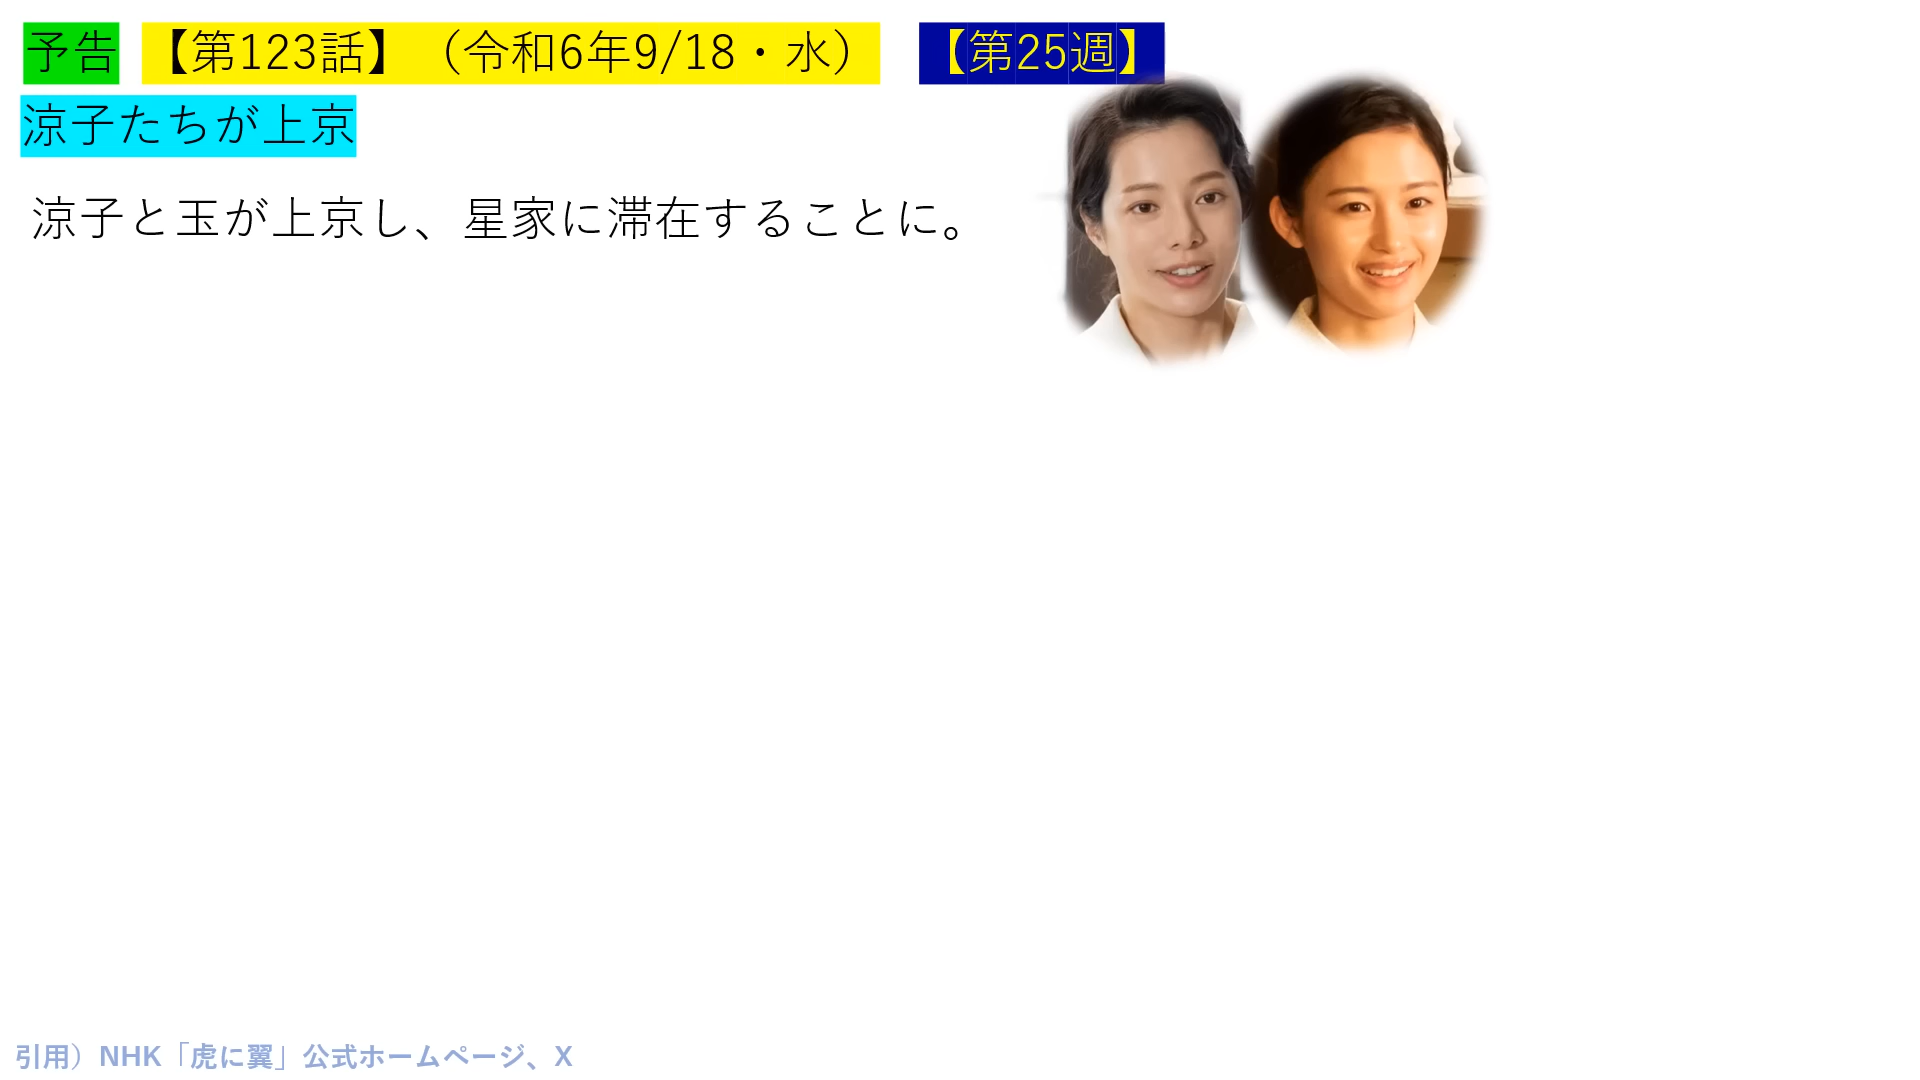 予告 【第123話】（令和6年9/18・水） 【第25週】
涼子たちが上京
涼子と玉が上京し、星家に滞在することに。
引用）NHK「虎に翼」公式ホームページ、X